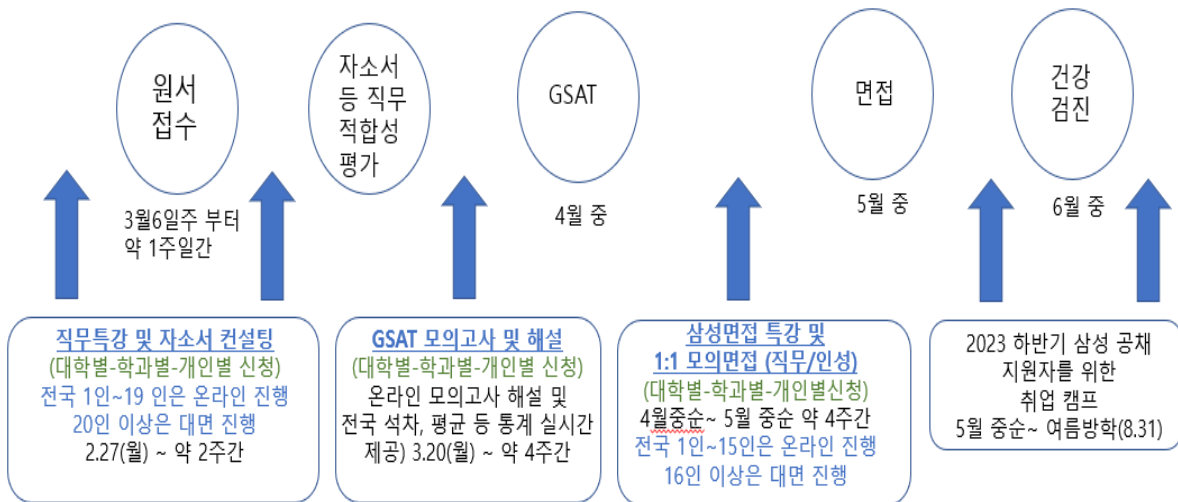 원서
접수
자소서
등 직무
적합성
평가
GSAT
면접
건강
검진
3월6일주 부터
약 1주일간
4월 중
5월 중
6월 중
직무특강 및 자소서 컨설팅
(대학별-학과별-개인별 신청)
전국 1인~19 인은 온라인 진행
20인 이상은 대면 진행
2.27(월) ~ 약 2주간
GSAT 모의고사 및 해설
(대학별-학과별-개인별 신청)
온라인 모의고사 해설 및
전국 석차, 평균 등 통계 실시간
제공) 3.20(월) ~ 약 4주간
삼성면접 특강 및
1:1 모의면접 (직무/인성)
(대학별-학과별-개인별신청)
4월중순~ 5월 중순 약 4주간
전국 1인~15인은 온라인 진행
16인 이상은 대면 진행
2023 하반기 삼성 공채
지원자를 위한
취업 캠프
5월 중순~ 여름방학(8.31)